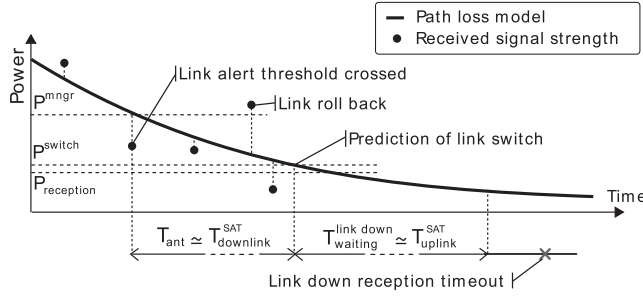 Path loss model
Received signal strength
Power
Link alert threshold crossed
P^mngr
Link roll back
Prediction of link switch
P^switch
P_reception
Time
T_ant ≃ T^SAT_downlink
T^link down_waiting ≃ T^SAT_uplink
Link down reception timeout